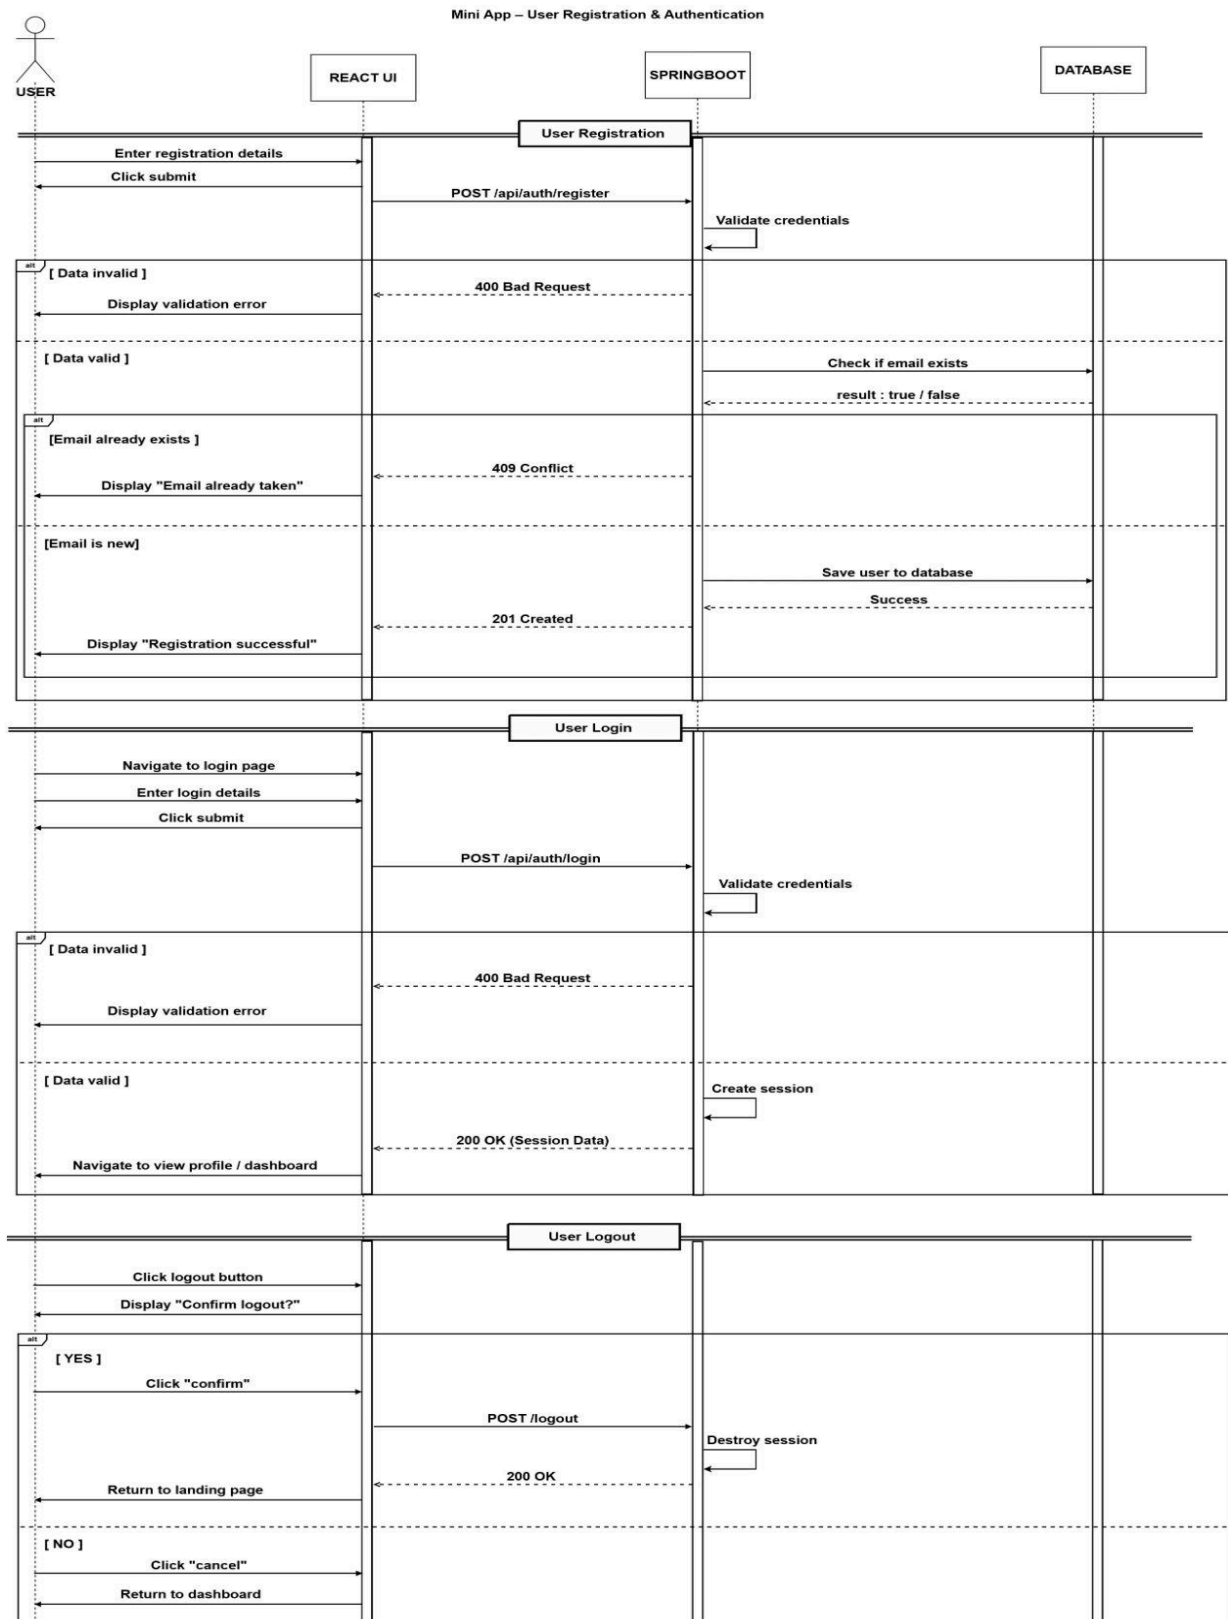 Mini App – User Registration & Authentication
USER
REACT UI
SPRINGBOOT
DATABASE
User Registration
Enter registration details
Click submit
POST /api/auth/register
Validate credentials
alt
[ Data invalid ]
400 Bad Request
Display validation error
[ Data valid ]
Check if email exists
result : true / false
alt
[Email already exists ]
409 Conflict
Display "Email already taken"
[Email is new]
Save user to database
Success
201 Created
Display "Registration successful"
User Login
Navigate to login page
Enter login details
Click submit
POST /api/auth/login
Validate credentials
alt
[ Data invalid ]
400 Bad Request
Display validation error
[ Data valid ]
Create session
200 OK (Session Data)
Navigate to view profile / dashboard
User Logout
Click logout button
Display "Confirm logout?"
alt
[ YES ]
Click "confirm"
POST /logout
Destroy session
200 OK
Return to landing page
[ NO ]
Click "cancel"
Return to dashboard